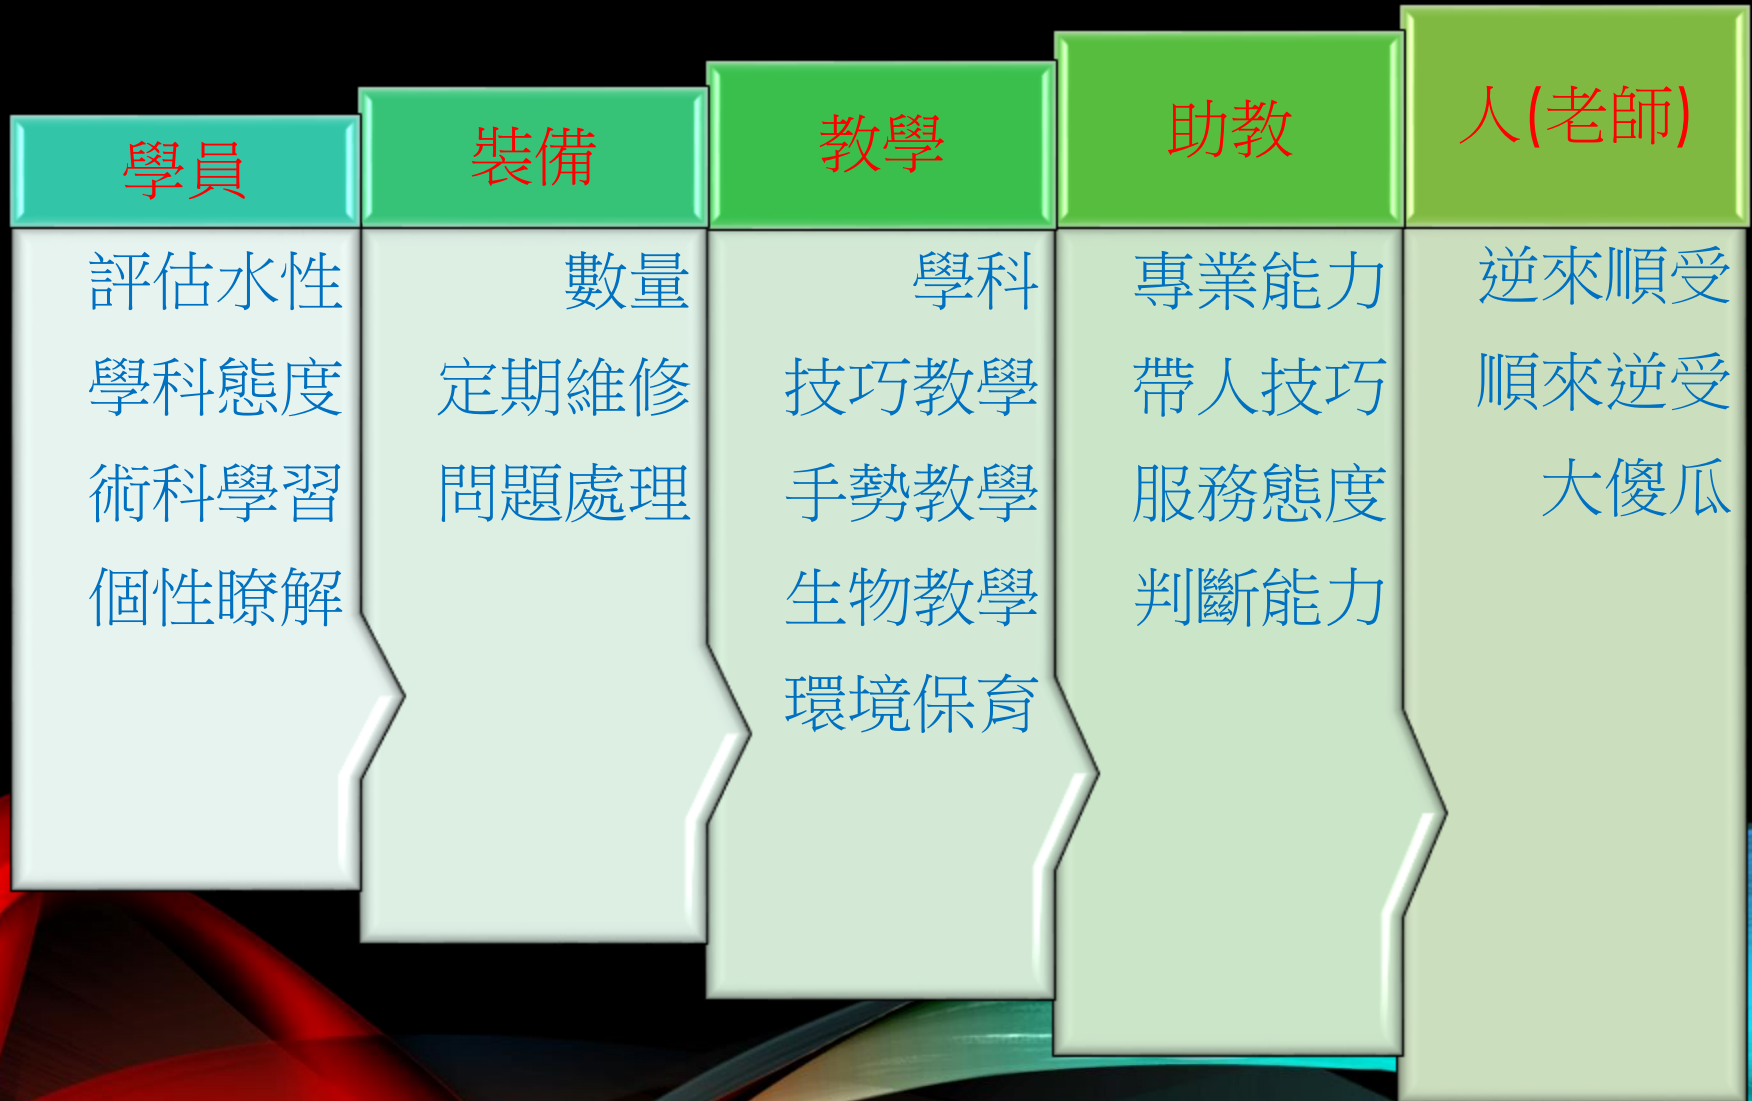 學員
評估水性
學科態度
術科學習
個性瞭解
裝備
數量
定期維修
問題處理
教學
學科
技巧教學
手勢教學
生物教學
環境保育
助教
專業能力
帶人技巧
服務態度
判斷能力
人(老師)
逆來順受
順來逆受
大傻瓜